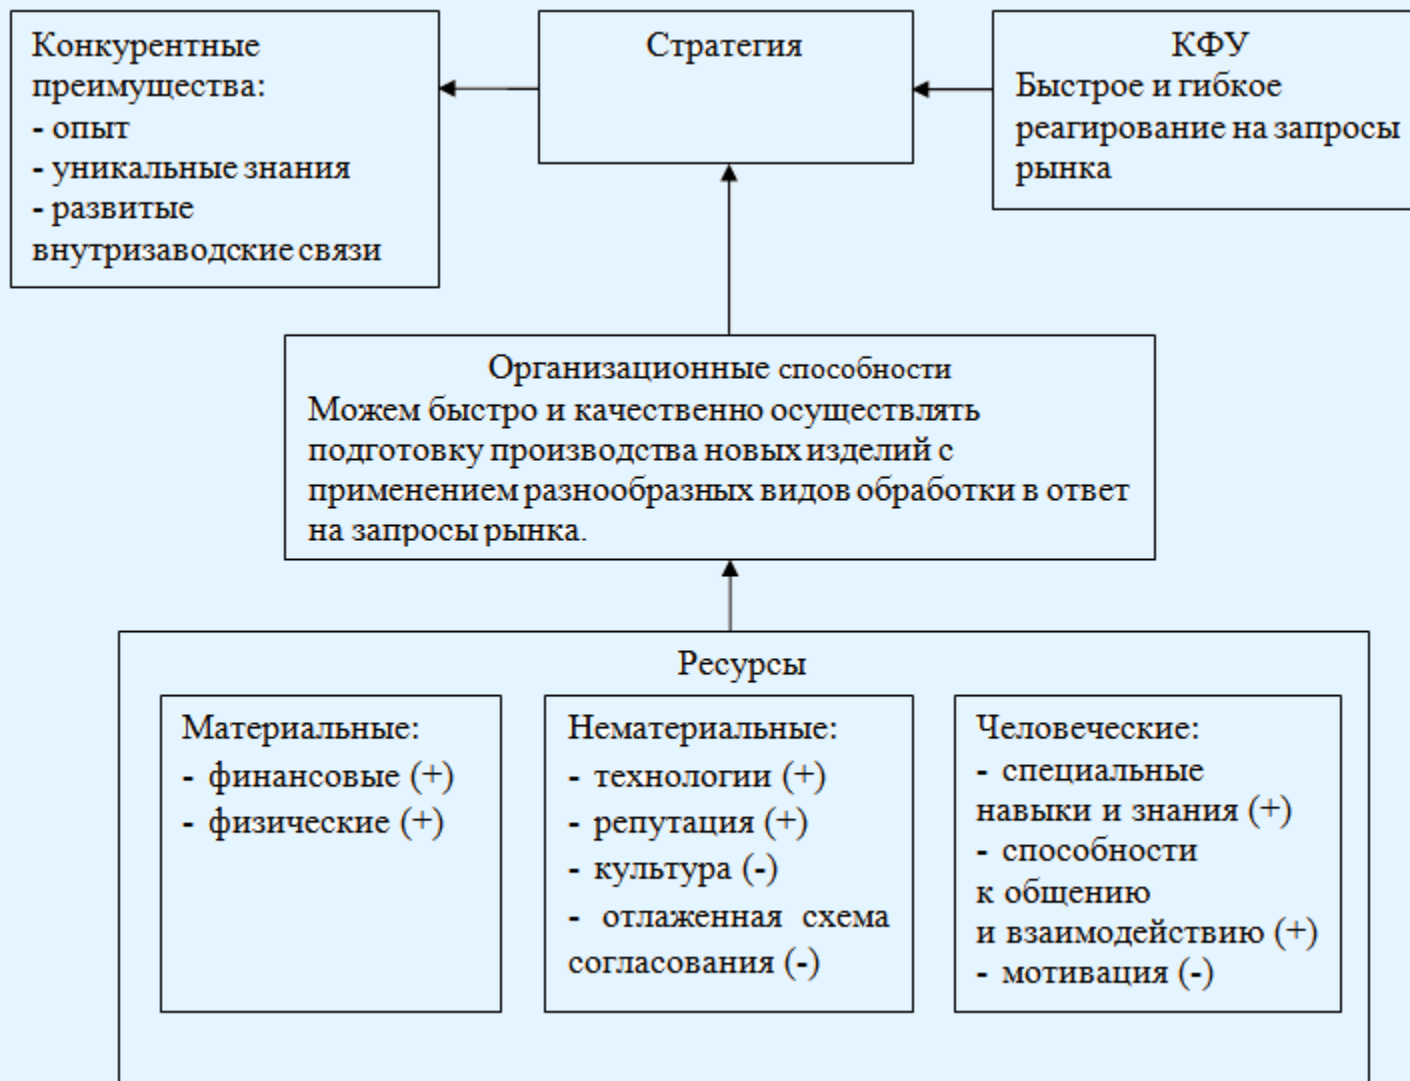 Конкурентные
преимущества:
- опыт
- уникальные знания
- развитые
внутризаводские связи
Стратегия
КФУ
Быстрое и гибкое
реагирование на запросы
рынка
Организационные способности
Можем быстро и качественно осуществлять
подготовку производства новых изделий с
применением разнообразных видов обработки в ответ
на запросы рынка.
Ресурсы
Материальные:
- финансовые (+)
- физические (+)
Нематериальные:
- технологии (+)
- репутация (+)
- культура (-)
- отлаженная схема
согласования (-)
Человеческие:
- специальные
навыки и знания (+)
- способности
к общению
и взаимодействию (+)
- мотивация (-)